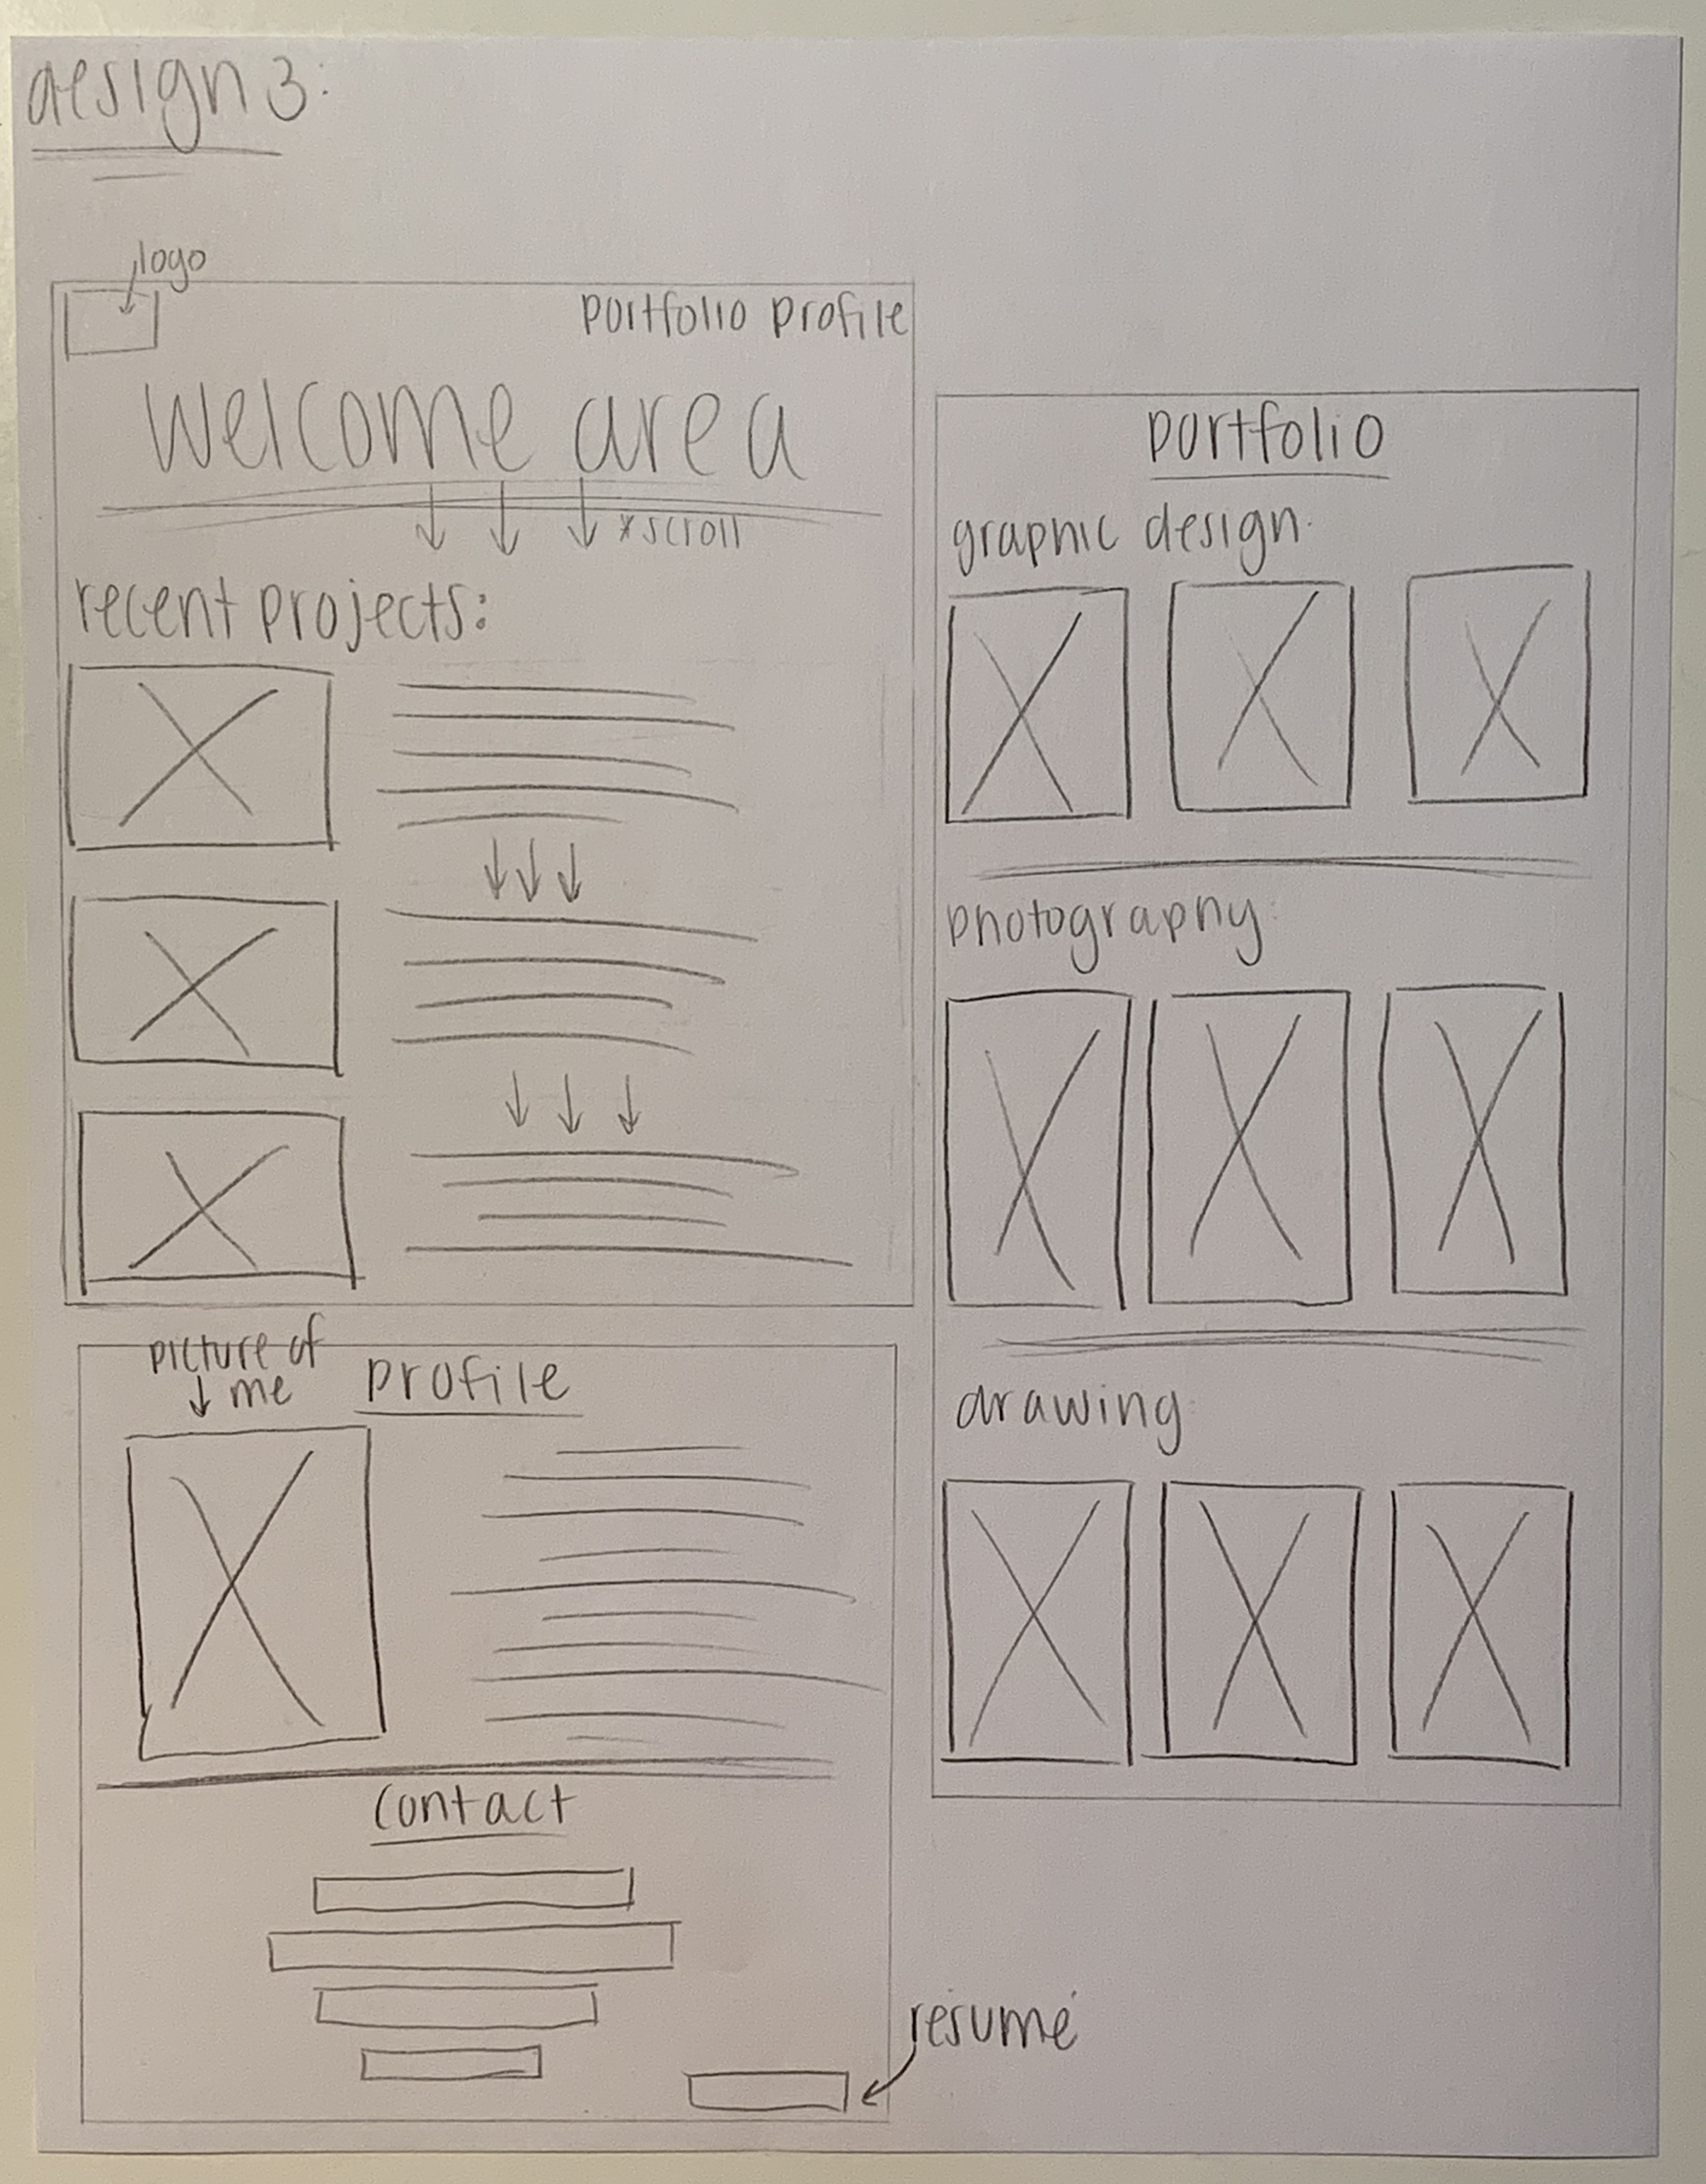 design 3:
logo
portfolio profile
welcome area
*scroll
recent projects:
portfolio
graphic design:
photography:
drawing:
picture of
me
profile
contact
résumé